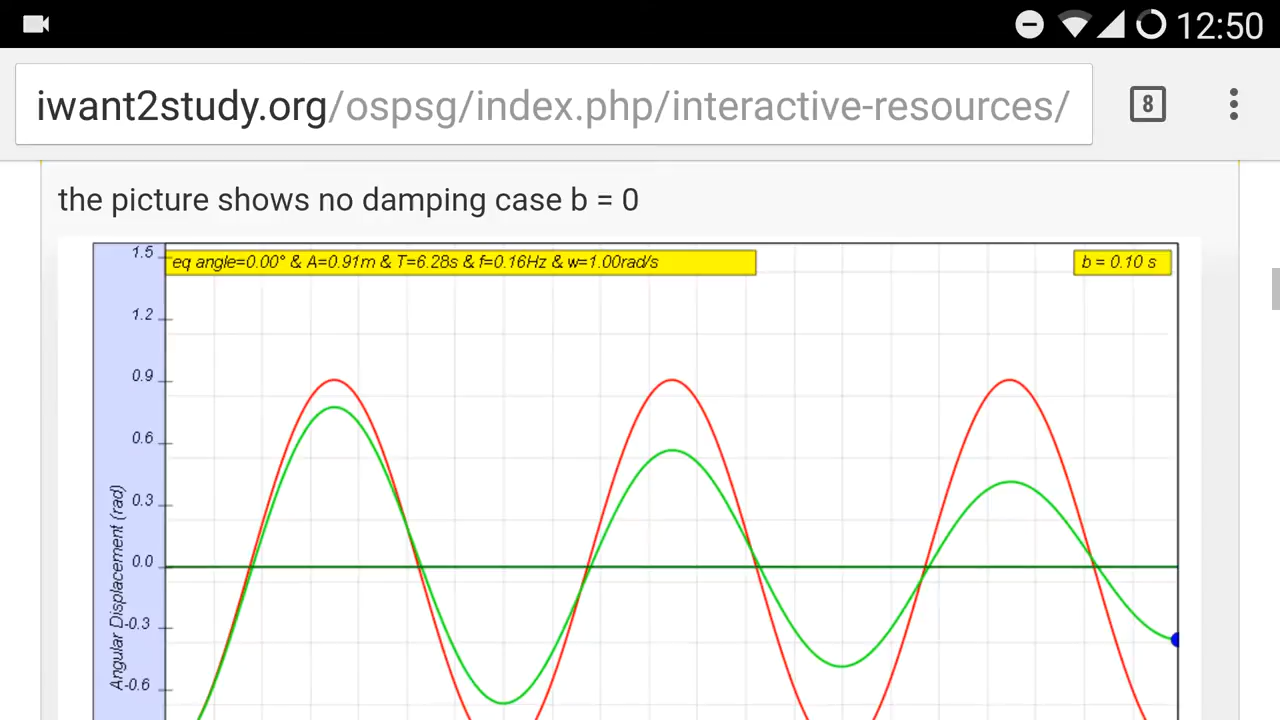 12:50
iwant2study.org/ospsg/index.php/interactive-resources/
8
the picture shows no damping case b = 0
eq angle=0.00° & A=0.91m & T=6.28s & f=0.16Hz & w=1.00rad/s
b = 0.10 s
1.5
1.2
0.9
0.6
0.3
0.0
-0.3
-0.6
Angular Displacement (rad)